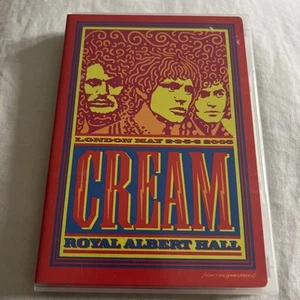 LONDON MAY 2-3-5-6 2005
CREAM
ROYAL ALBERT HALL